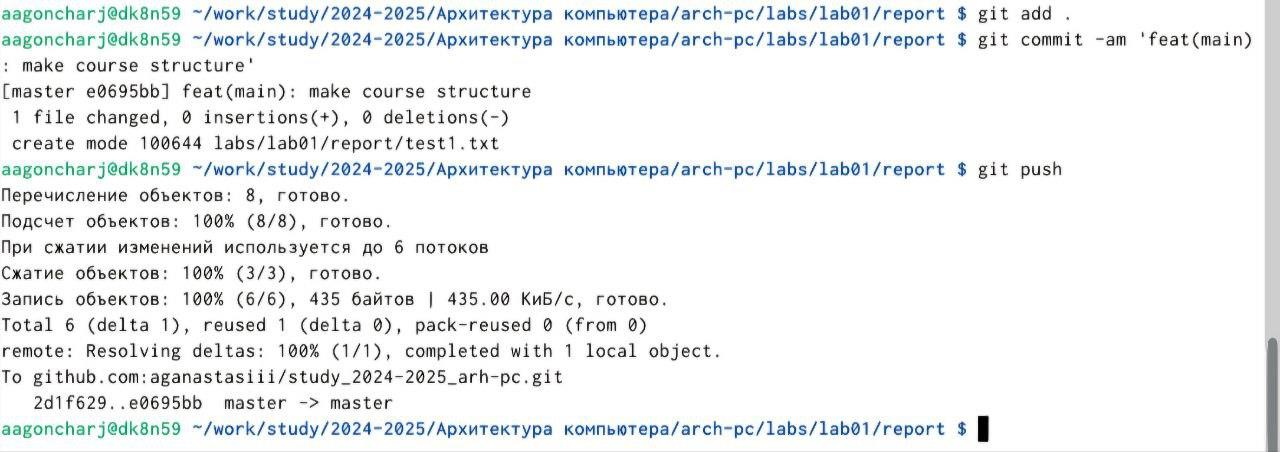 aagoncharj@dk8n59 ~/work/study/2024-2025/Архитектура компьютера/arch-pc/labs/lab01/report $ git add .
aagoncharj@dk8n59 ~/work/study/2024-2025/Архитектура компьютера/arch-pc/labs/lab01/report $ git commit -am 'feat(main)
: make course structure'
[master e0695bb] feat(main): make course structure
 1 file changed, 0 insertions(+), 0 deletions(-)
 create mode 100644 labs/lab01/report/test1.txt
aagoncharj@dk8n59 ~/work/study/2024-2025/Архитектура компьютера/arch-pc/labs/lab01/report $ git push
Перечисление объектов: 8, готово.
Подсчет объектов: 100% (8/8), готово.
При сжатии изменений используется до 6 потоков
Сжатие объектов: 100% (3/3), готово.
Запись объектов: 100% (6/6), 435 байтов | 435.00 КиБ/с, готово.
Total 6 (delta 1), reused 1 (delta 0), pack-reused 0 (from 0)
remote: Resolving deltas: 100% (1/1), completed with 1 local object.
To github.com:aganastasiii/study_2024-2025_arh-pc.git
   2d1f629..e0695bb  master -> master
aagoncharj@dk8n59 ~/work/study/2024-2025/Архитектура компьютера/arch-pc/labs/lab01/report $